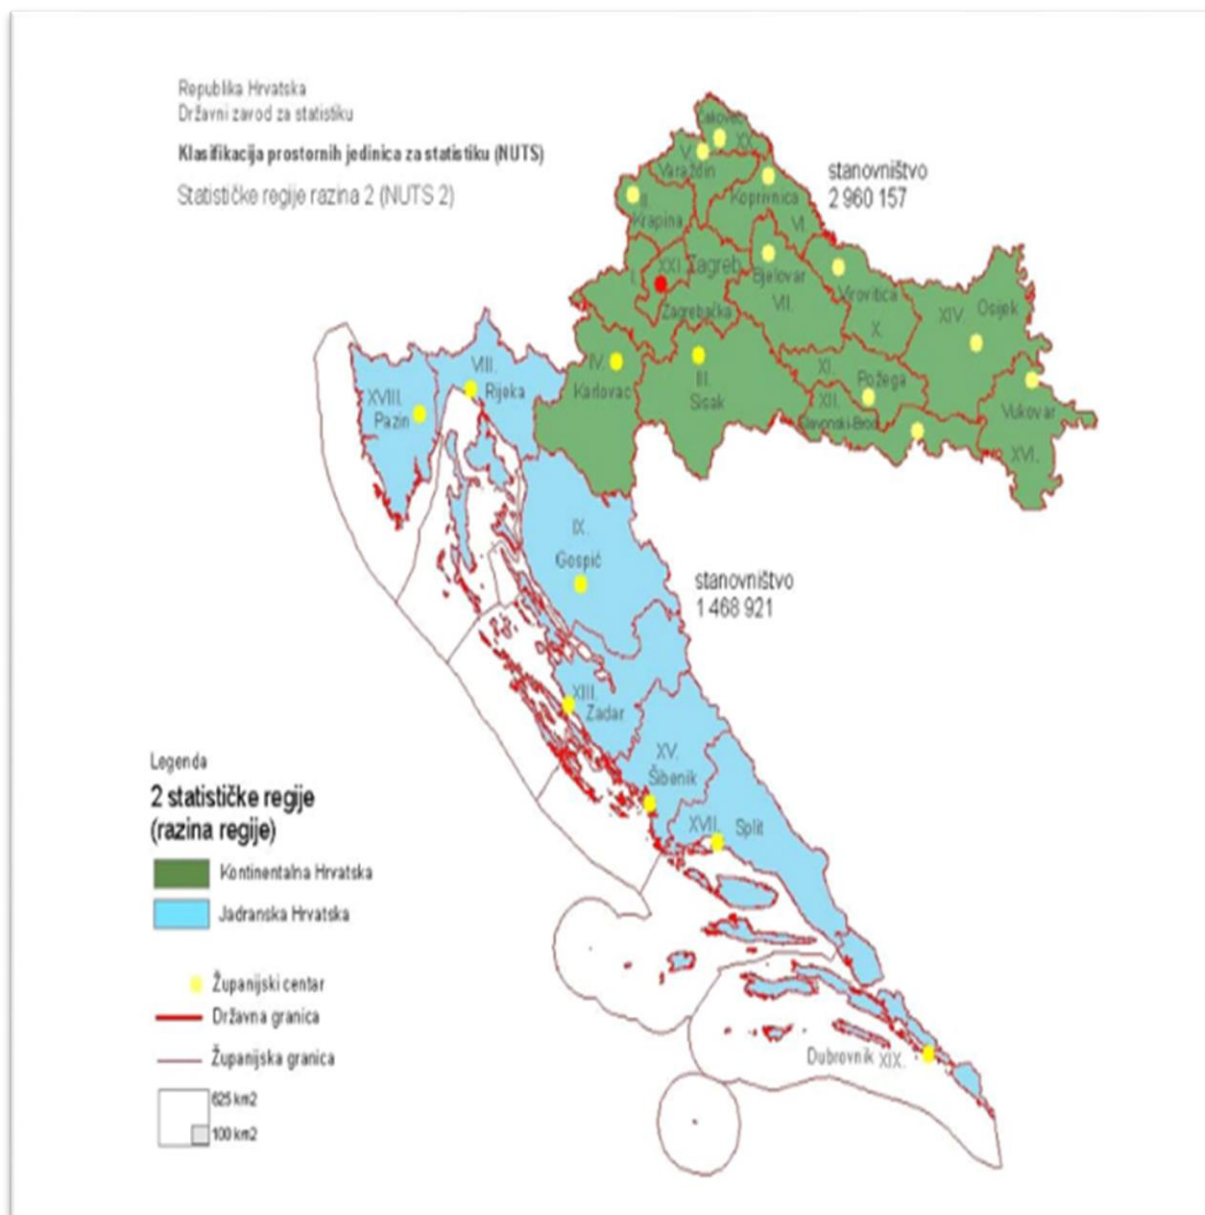 Republika Hrvatska
Državni zavod za statistiku
Klasifikacija prostornih jedinica za statistiku (NUTS)
Statističke regije razina 2 (NUTS 2)
Čakovec
XX.
V.
Varaždin
stanovništvo
2 960 157
II.
Krapina
Koprivnica
VI.
I.
XXI. Zagreb
Bjelovar
VII.
Zagrebačka
Virovitica
X.
XIV. Osijek
IV.
Karlovac
III.
Sisak
XI.
Požega
XII.
Slavonski-Brod
Vukovar
XVI.
VIII.
Rijeka
XVIII.
Pazin
IX.
Gospić
stanovništvo
1 468 921
XIII.
Zadar
XV.
Šibenik
XVII. Split
Dubrovnik XIX.
Legenda
2 statističke regije
(razina regije)
Kontinentalna Hrvatska
Jadranska Hrvatska
Županijski centar
Državna granica
Županijska granica
625 km2
100 km2